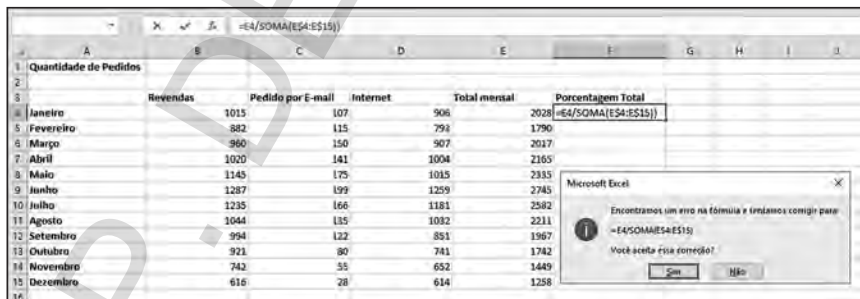 =E4/SOMA(E$4:E$15))
A B C D E F G H I J
1 Quantidade de Pedidos
2
3 Revendas Pedido por E-mail Internet Total mensal Porcentagem Total
4 Janeiro 1015 107 906 2028 =E4/SOMA(E$4:E$15))
5 Fevereiro 882 115 793 1790
6 Março 960 150 907 2017
7 Abril 1020 141 1004 2165
8 Maio 1145 175 1015 2335
9 Junho 1287 199 1259 2745
10 Julho 1235 166 1181 2582
11 Agosto 1044 135 1032 2211
12 Setembro 994 122 851 1967
13 Outubro 921 80 741 1742
14 Novembro 742 55 652 1449
15 Dezembro 616 28 614 1258
16
Microsoft Excel
Encontramos um erro na fórmula e tentamos corrigir para:
=E4/SOMA(E$4:E$15)
Você aceita essa correção?
Sim Não